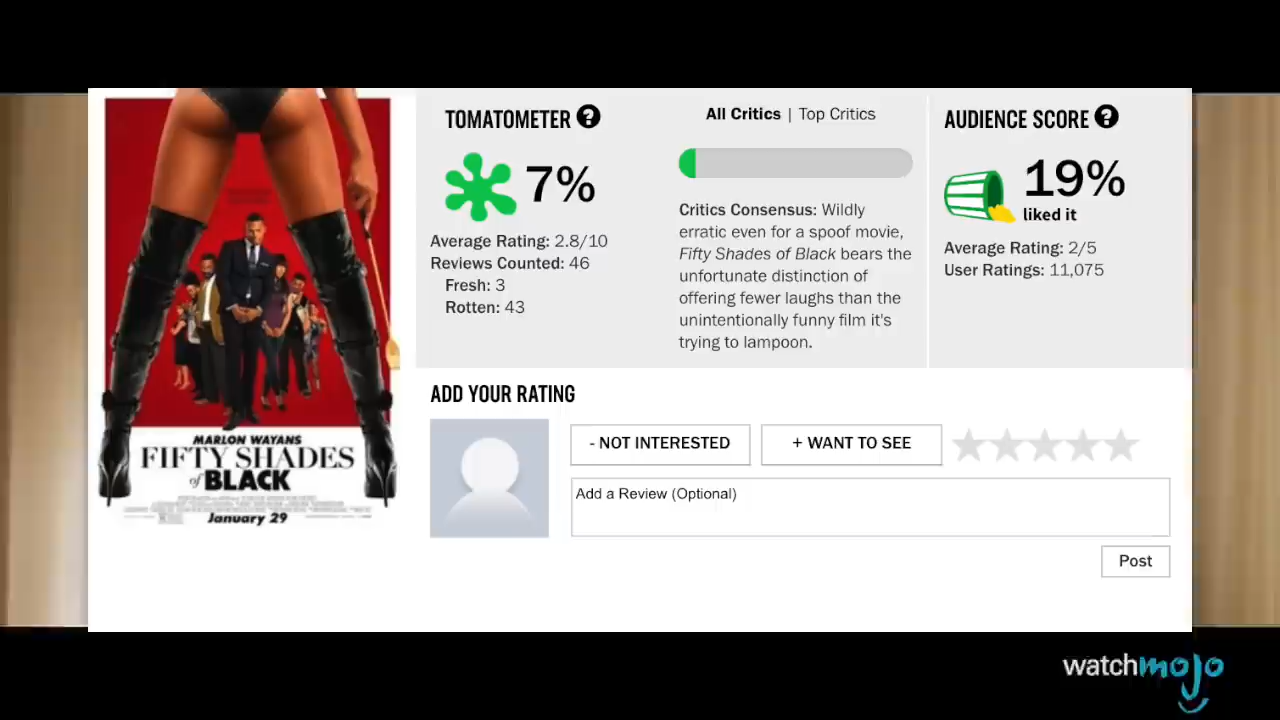 TOMATOMETER ?
7%
Average Rating: 2.8/10
Reviews Counted: 46
Fresh: 3
Rotten: 43
All Critics | Top Critics
Critics Consensus: Wildly
erratic even for a spoof movie,
Fifty Shades of Black bears the
unfortunate distinction of
offering fewer laughs than the
unintentionally funny film it's
trying to lampoon.
AUDIENCE SCORE ?
19%
liked it
Average Rating: 2/5
User Ratings: 11,075
MARLON WAYANS
FIFTY SHADES
of BLACK
January 29
ADD YOUR RATING
- NOT INTERESTED
+ WANT TO SEE
Add a Review (Optional)
Post
watchmojo